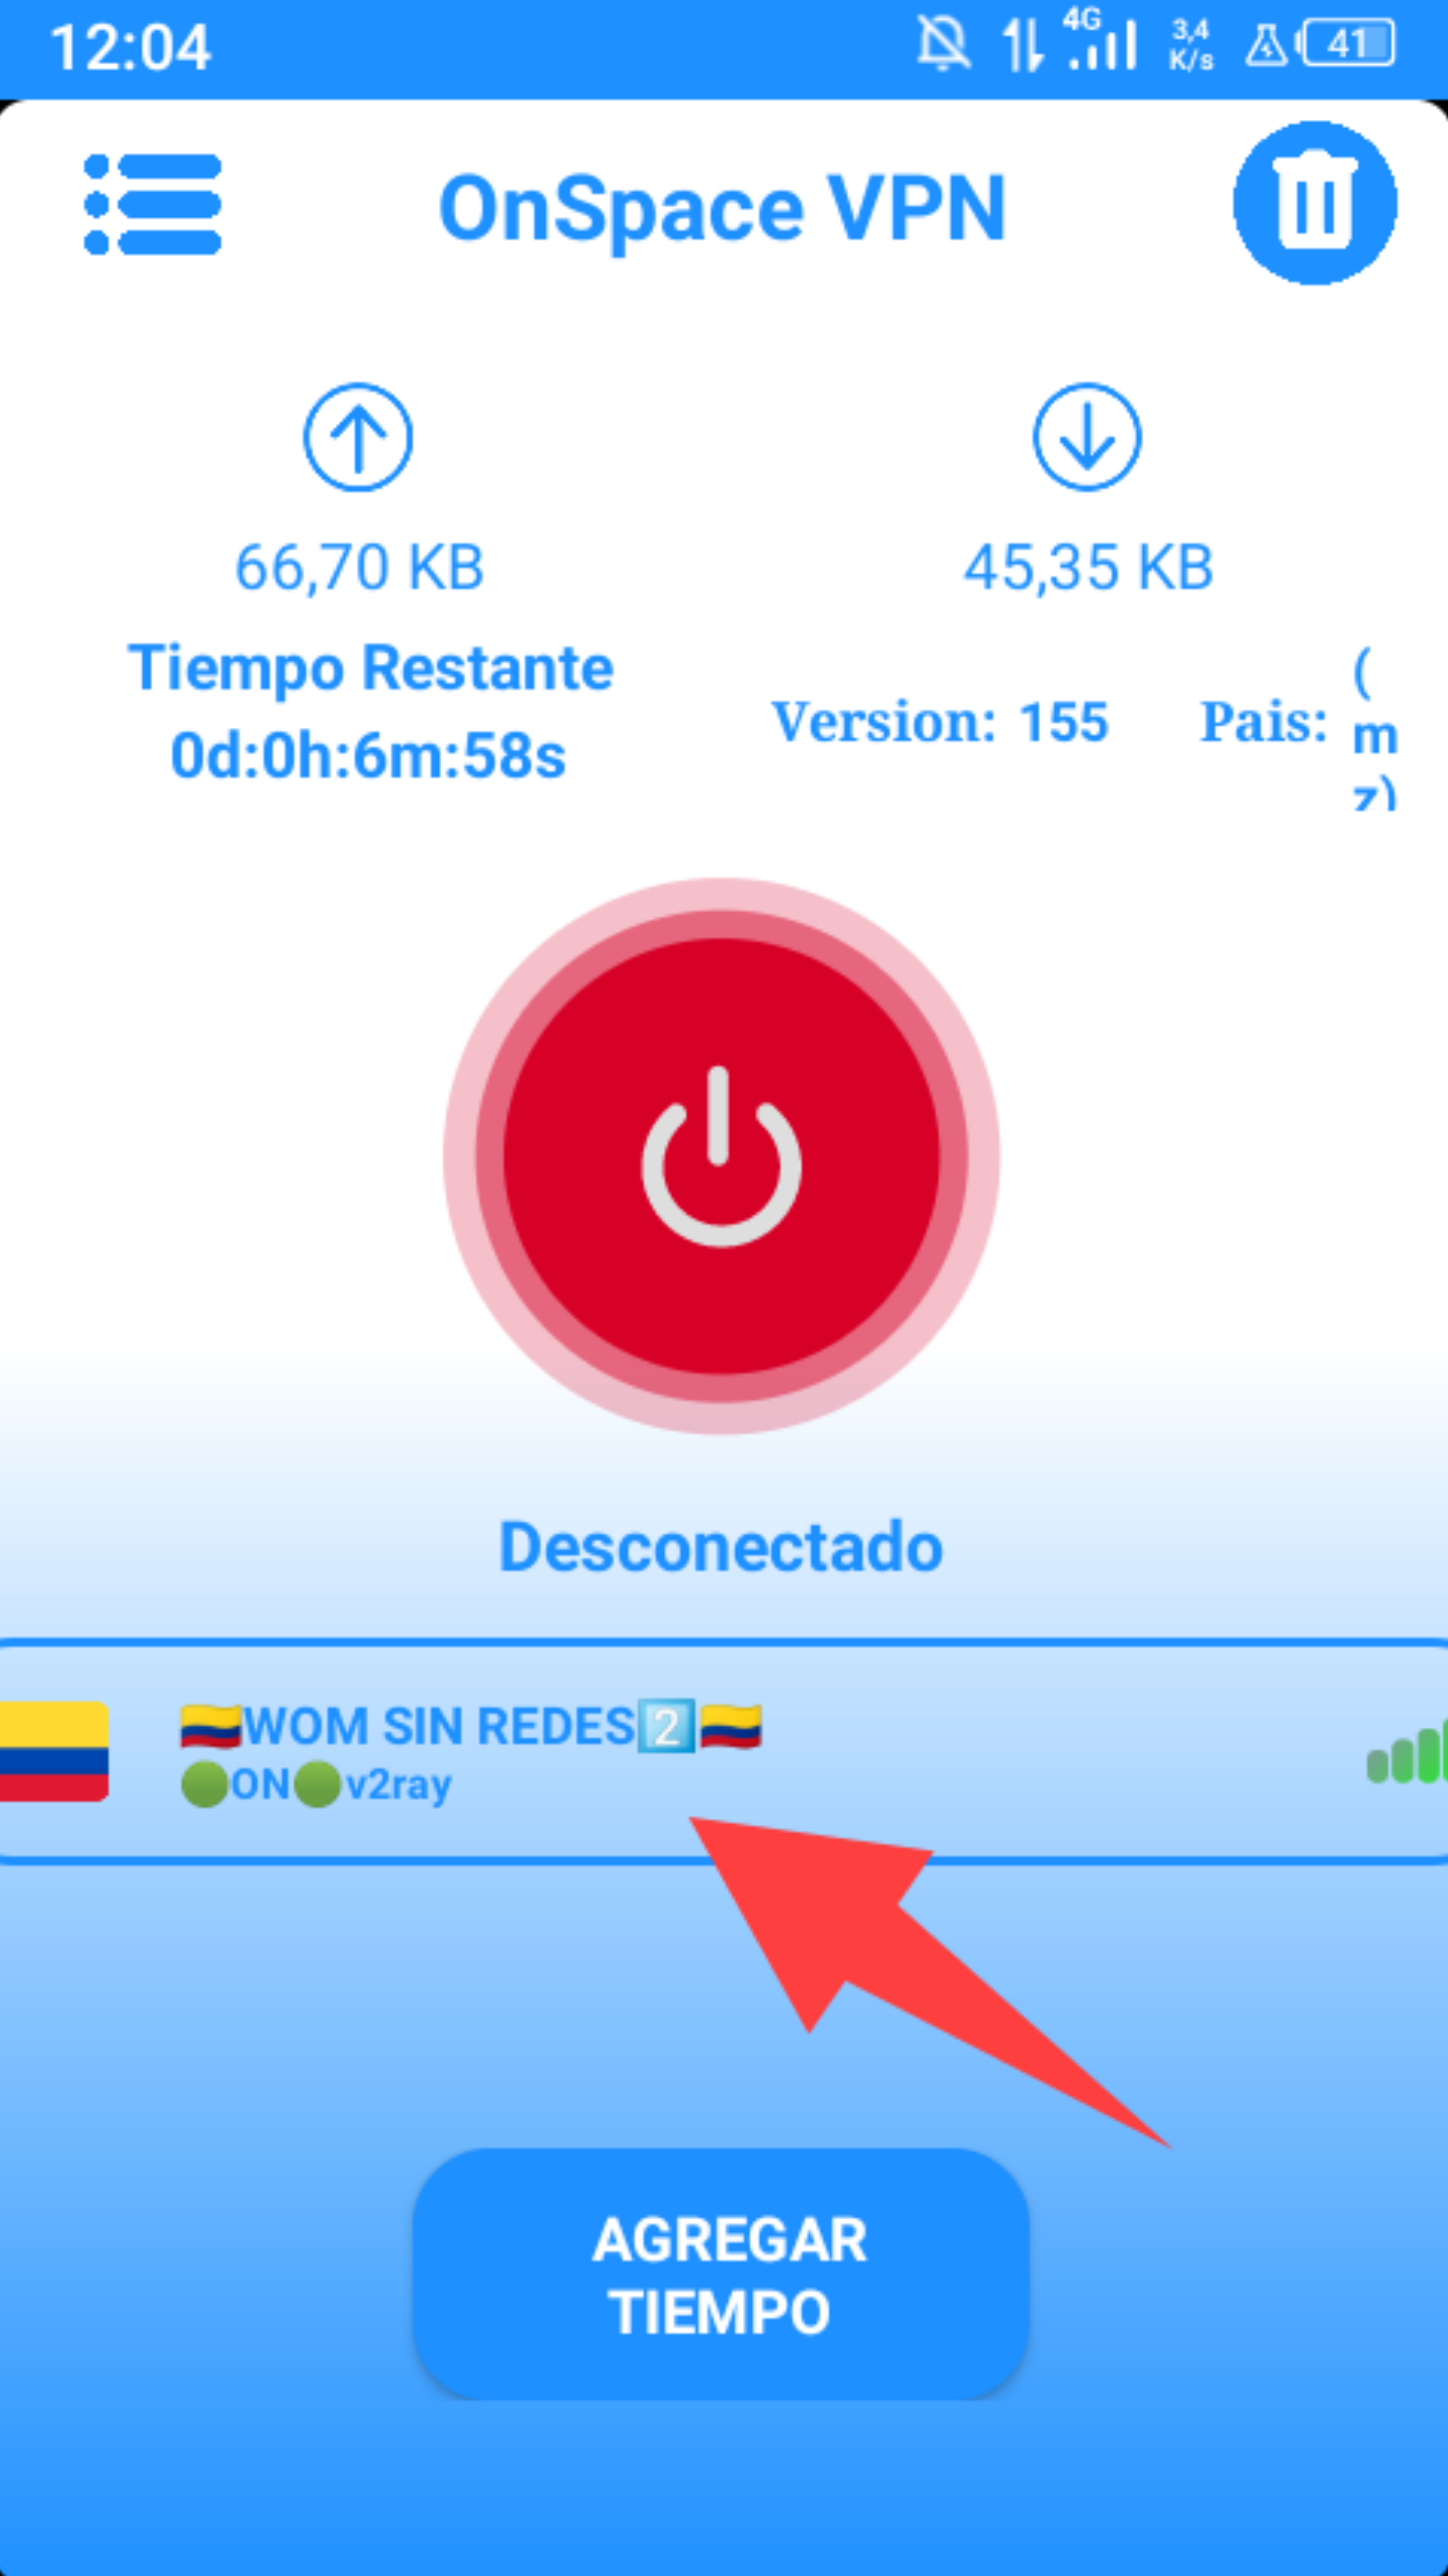 12:04
4G
3,4
K/s
41
OnSpace VPN
66,70 KB
45,35 KB
Tiempo Restante
0d:0h:6m:58s
Version: 155
Pais: (mz)
Desconectado
🇨🇴WOM SIN REDES2️⃣🇨🇴
🟢ON🟢v2ray
AGREGAR
TIEMPO